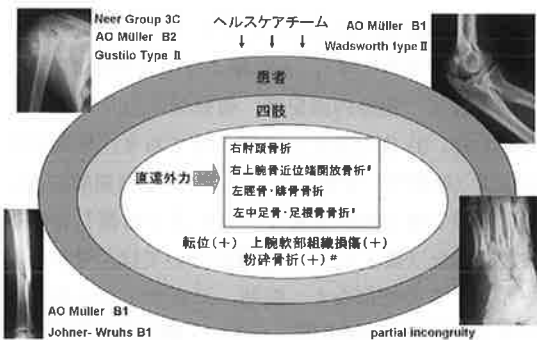 Neer Group 3C
AO Müller B2
Gustilo Type Ⅱ
ヘルスケアチーム
↓ ↓ ↓
AO Müller B1
Wadsworth type Ⅱ
患者
四肢
直達外力
右肘頭骨折
右上腕骨近位端開放骨折#
左脛骨・腓骨骨折
左中足骨・足根骨骨折#
転位(+) 上腕軟部組織損傷(+)
粉砕骨折(+)#
AO Müller B1
Johner- Wruhs B1
partial incongruity